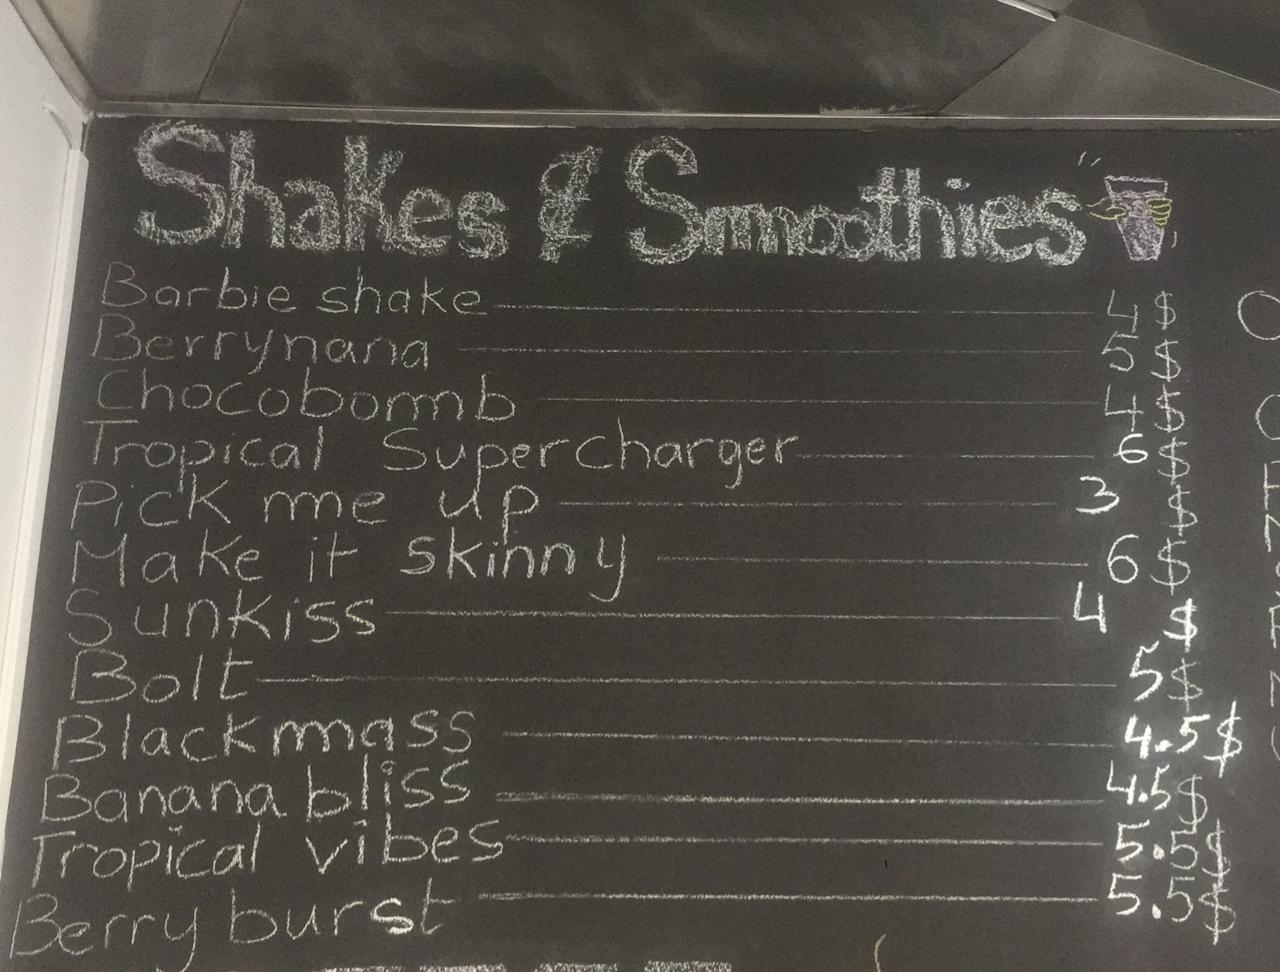 Shakes & Smoothies
Barbie shake 4$
Berrynana 5$
Chocobomb 4$
Tropical Supercharger 6$
Pick me up 3 $
Make it skinny 6$
Sunkiss 4 $
Bolt 5$
Blackmass 4.5$
Banana bliss 4.5$
Tropical vibes 5.5$
Berry burst 5.5$